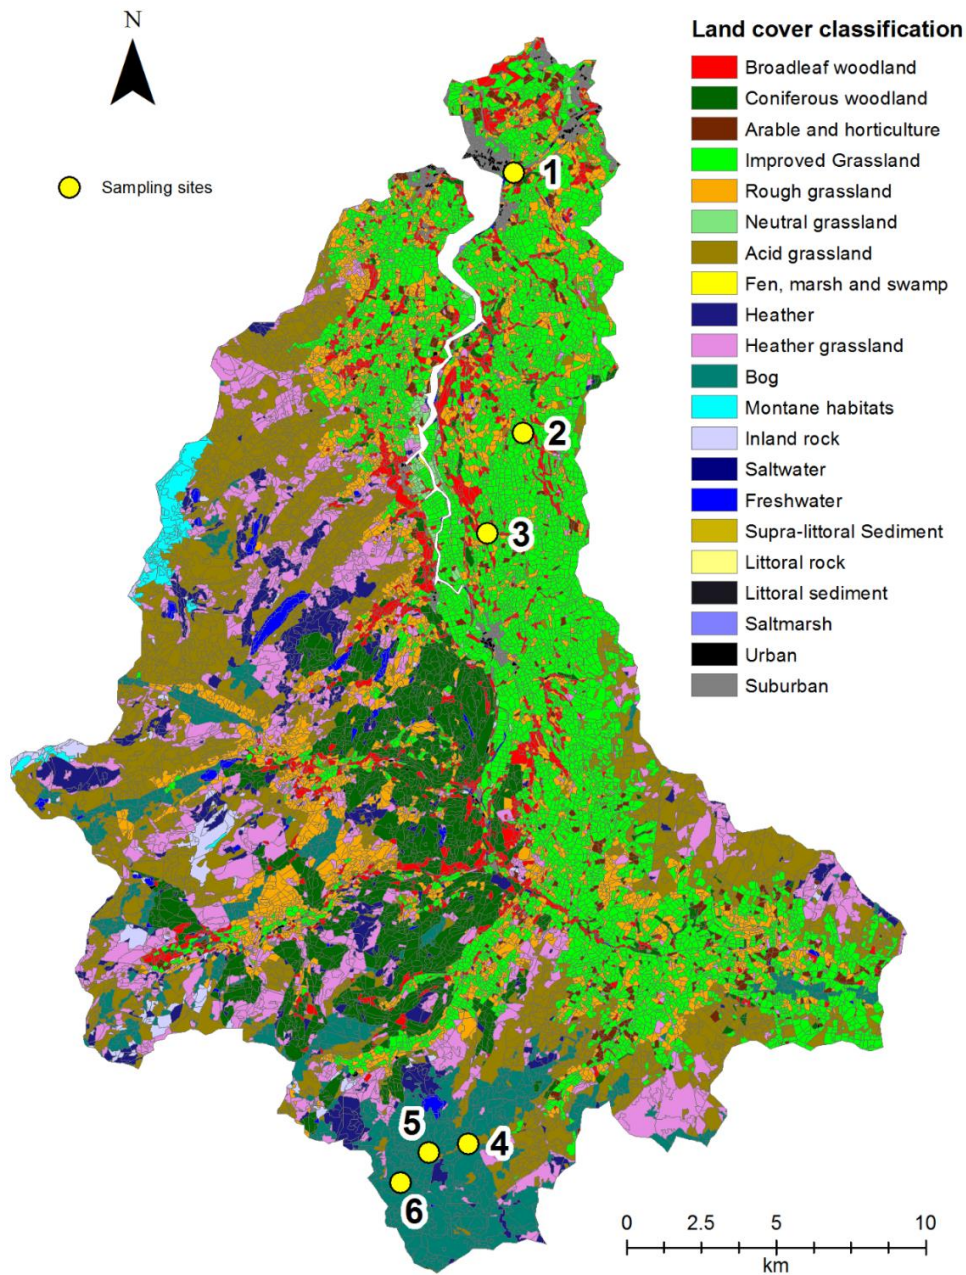 N
Sampling sites
Land cover classification
Broadleaf woodland
Coniferous woodland
Arable and horticulture
Improved Grassland
Rough grassland
Neutral grassland
Acid grassland
Fen, marsh and swamp
Heather
Heather grassland
Bog
Montane habitats
Inland rock
Saltwater
Freshwater
Supra-littoral Sediment
Littoral rock
Littoral sediment
Saltmarsh
Urban
Suburban
1
2
3
5
4
6
0 2.5 5 10
km